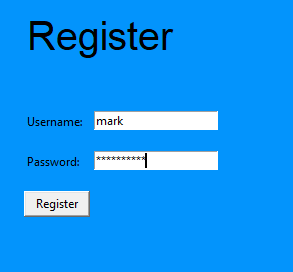 Register
Username: mark
Password: **********
Register